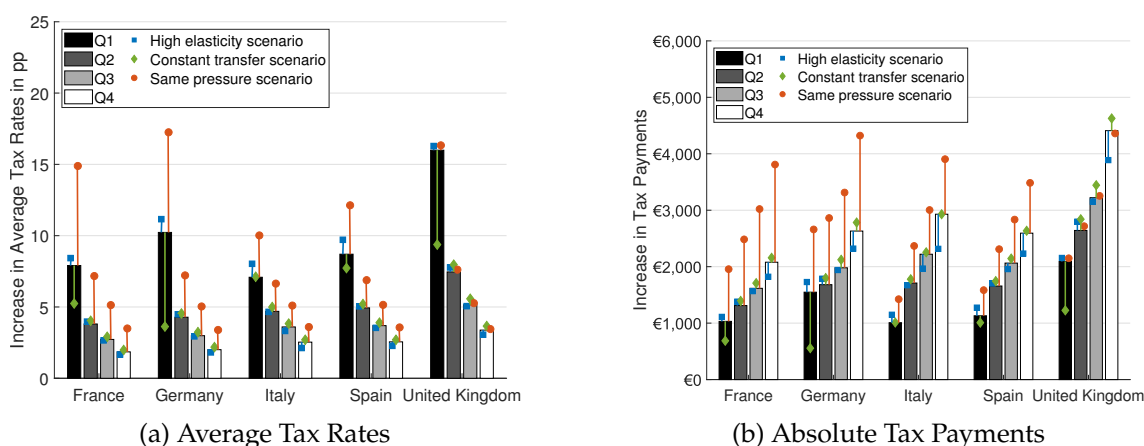 25
20
15
10
5
0
Increase in Average Tax Rates in pp
Q1
Q2
Q3
Q4
High elasticity scenario
Constant transfer scenario
Same pressure scenario
France
Germany
Italy
Spain
United Kingdom
(a) Average Tax Rates
€6,000
€5,000
€4,000
€3,000
€2,000
€1,000
€0
Increase in Tax Payments
Q1
Q2
Q3
Q4
High elasticity scenario
Constant transfer scenario
Same pressure scenario
France
Germany
Italy
Spain
United Kingdom
(b) Absolute Tax Payments